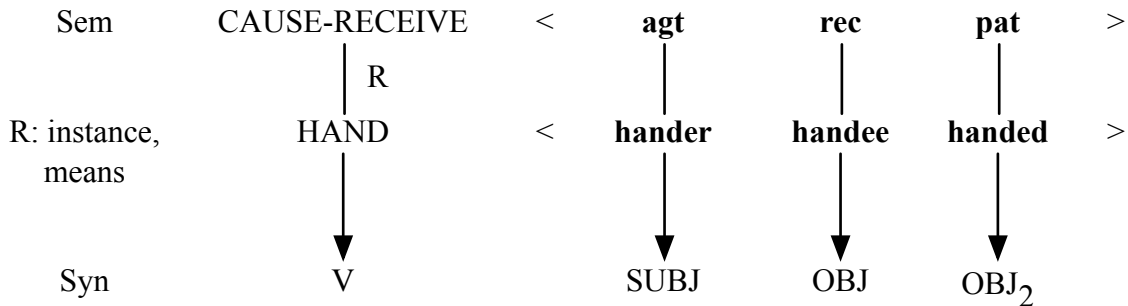 Sem CAUSE-RECEIVE < agt rec pat >
R
R: instance, HAND < hander handee handed >
means
Syn V SUBJ OBJ OBJ2